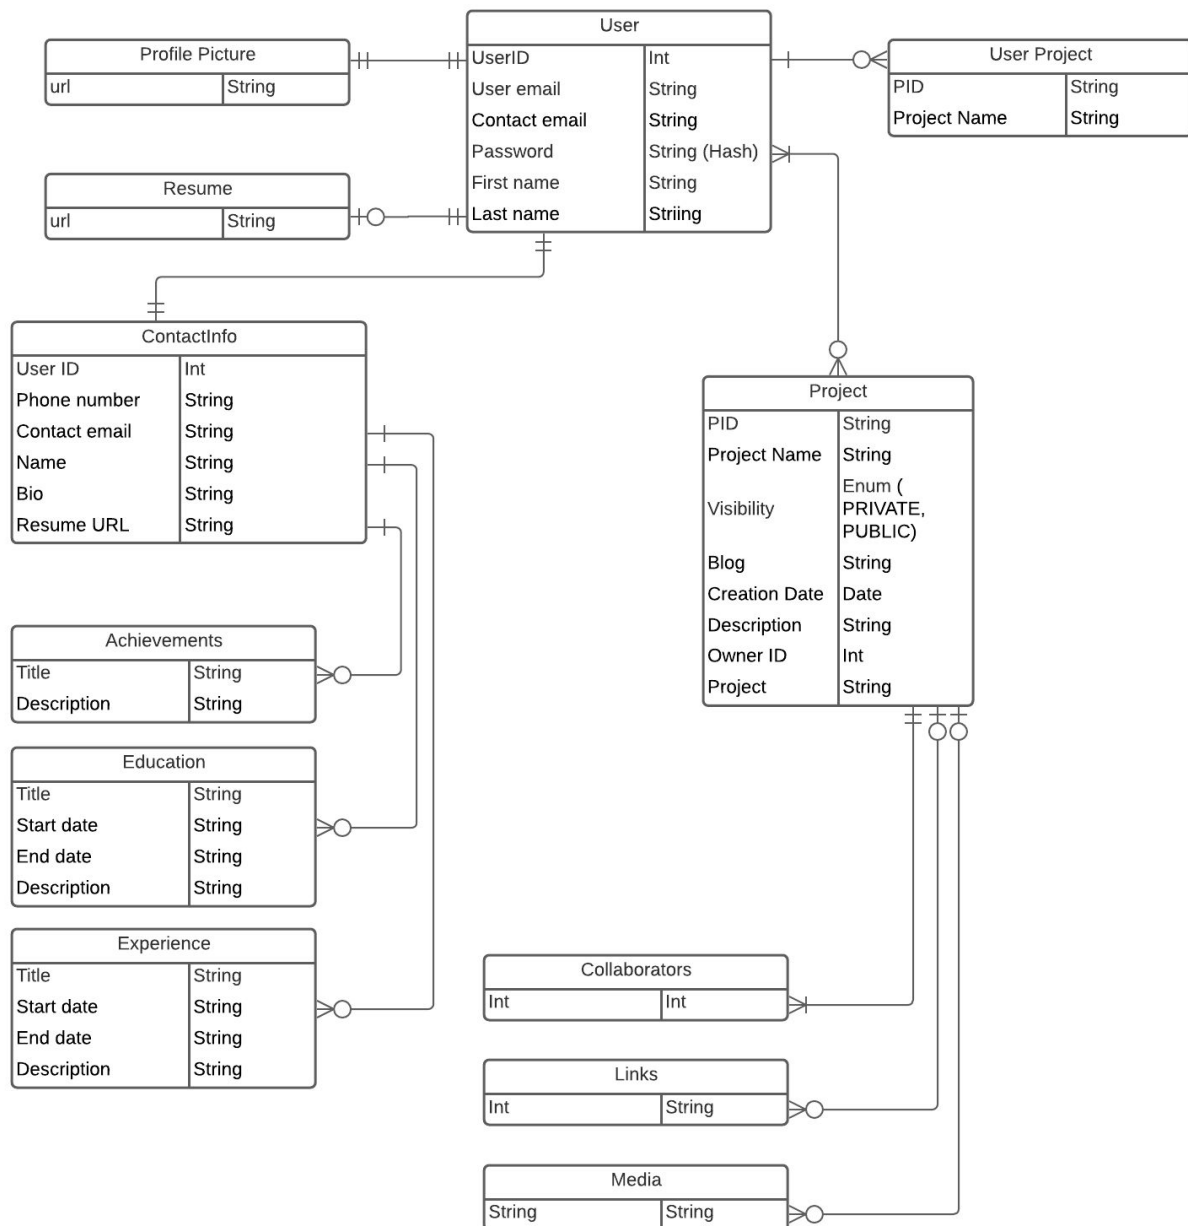 User
UserID Int
User email String
Contact email String
Password String (Hash)
First name String
Last name Striing
Profile Picture
url String
Resume
url String
User Project
PID String
Project Name String
ContactInfo
User ID Int
Phone number String
Contact email String
Name String
Bio String
Resume URL String
Project
PID String
Project Name String
Visibility Enum (
PRIVATE,
PUBLIC)
Blog String
Creation Date Date
Description String
Owner ID Int
Project String
Achievements
Title String
Description String
Education
Title String
Start date String
End date String
Description String
Experience
Title String
Start date String
End date String
Description String
Collaborators
Int Int
Links
Int String
Media
String String